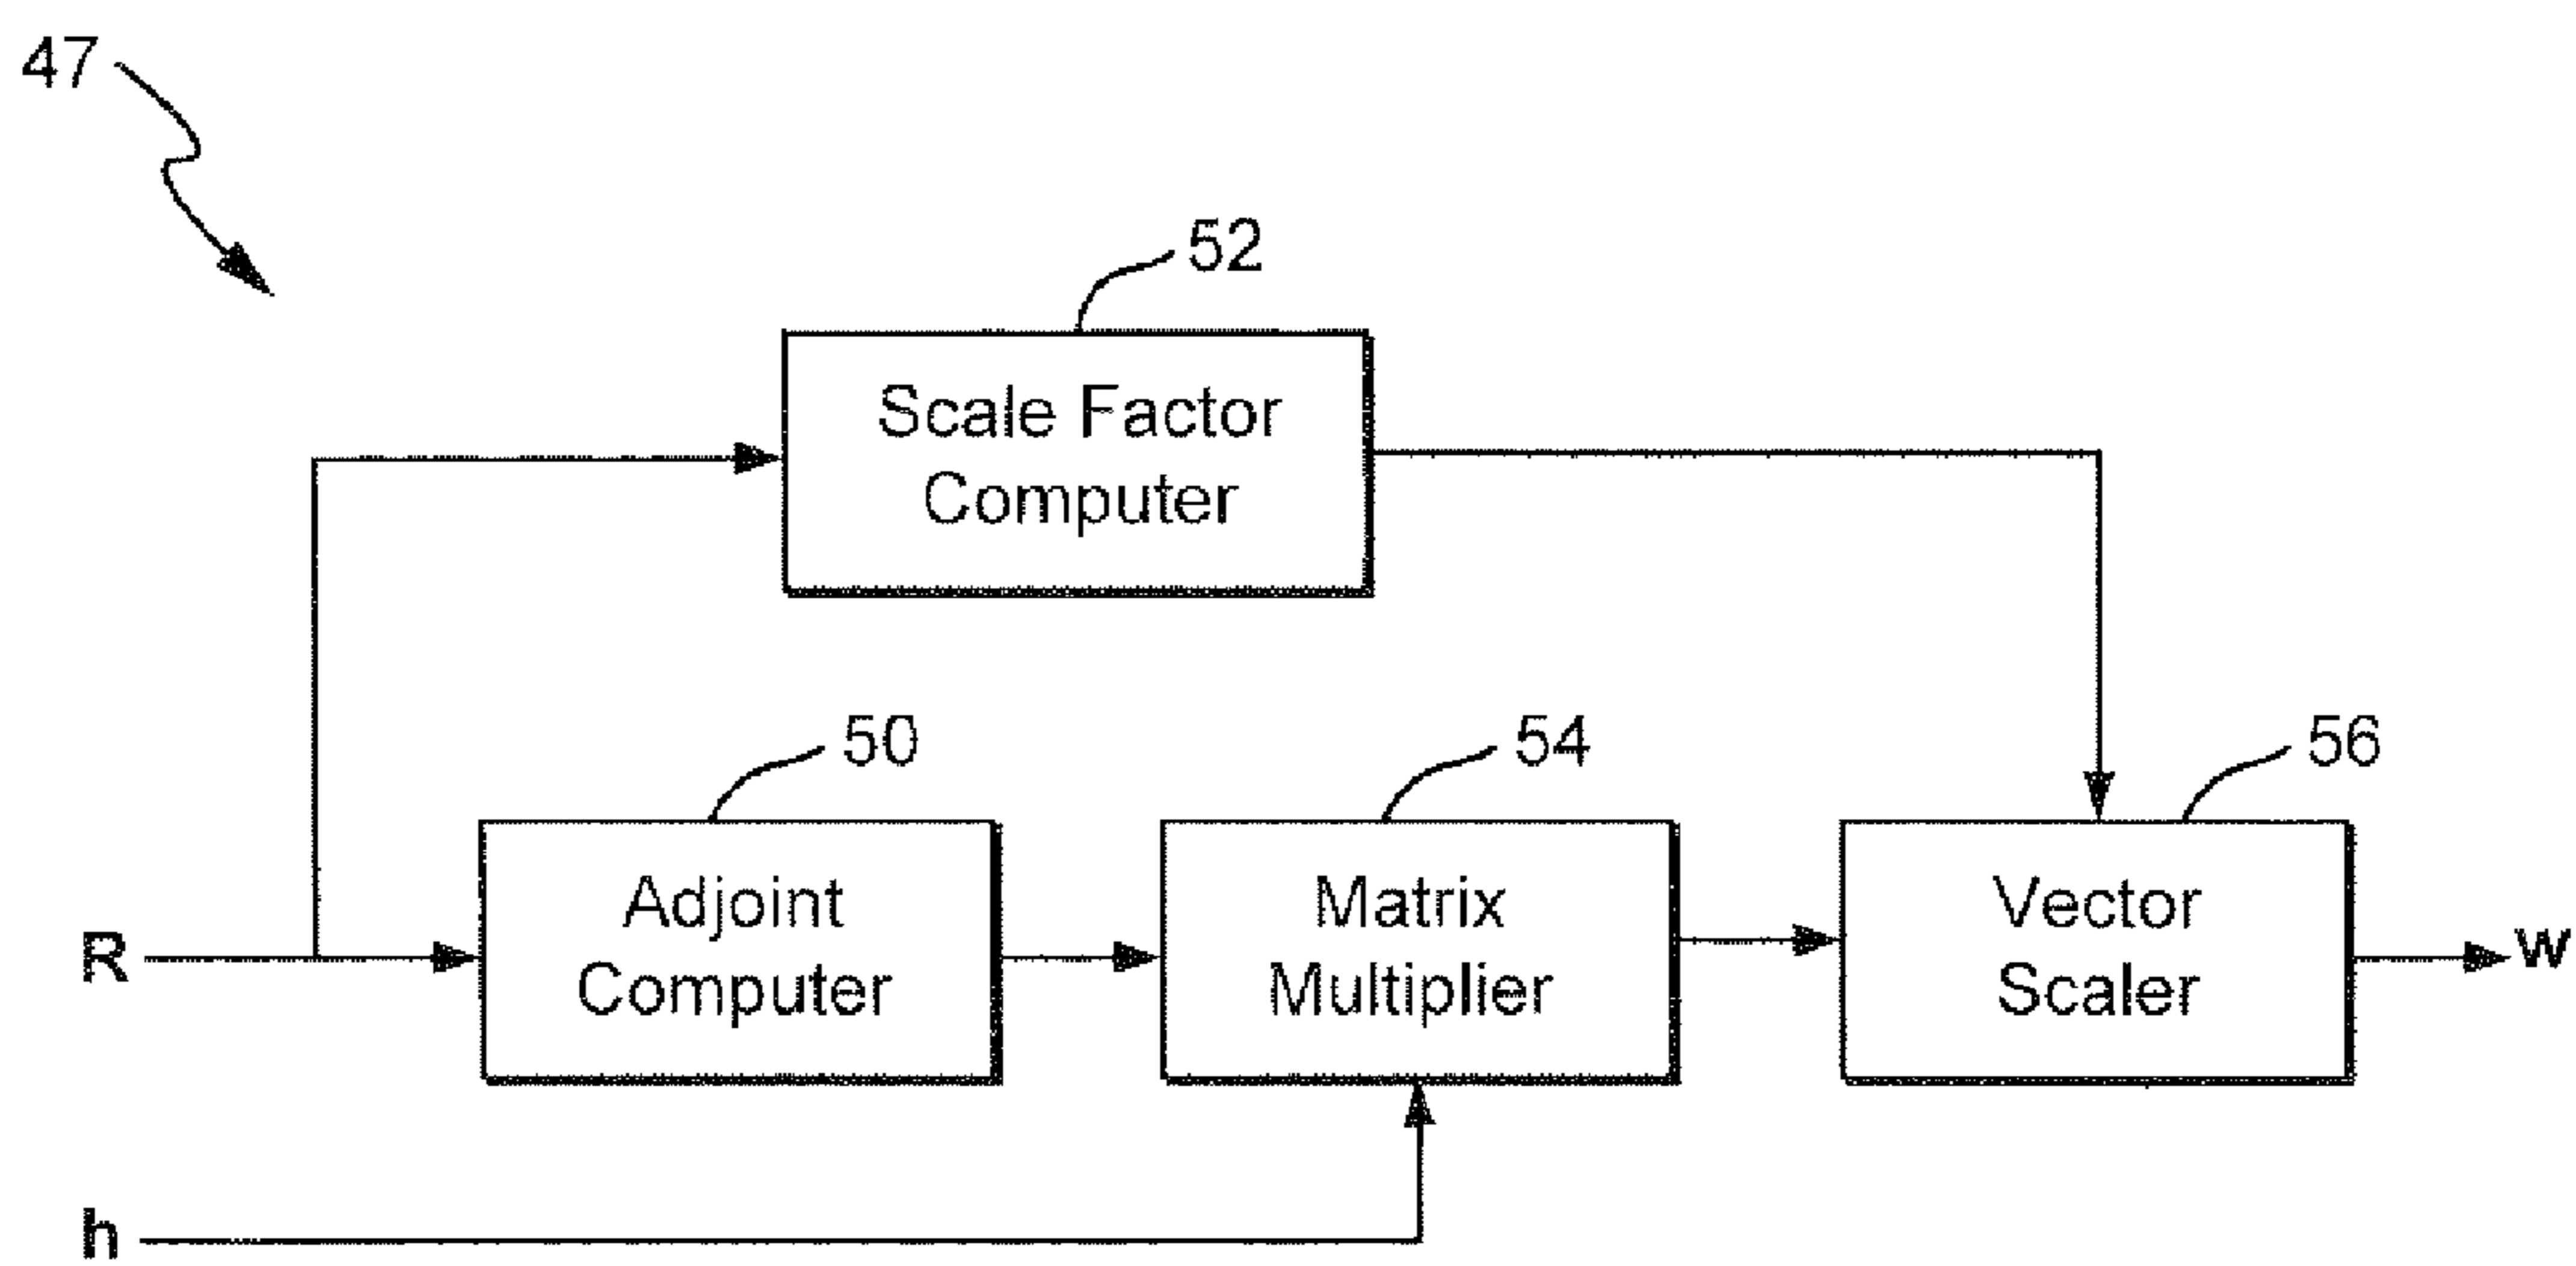 47
52
Scale Factor
Computer
50
54
56
Adjoint
Computer
Matrix
Multiplier
Vector
Scaler
R
w
h